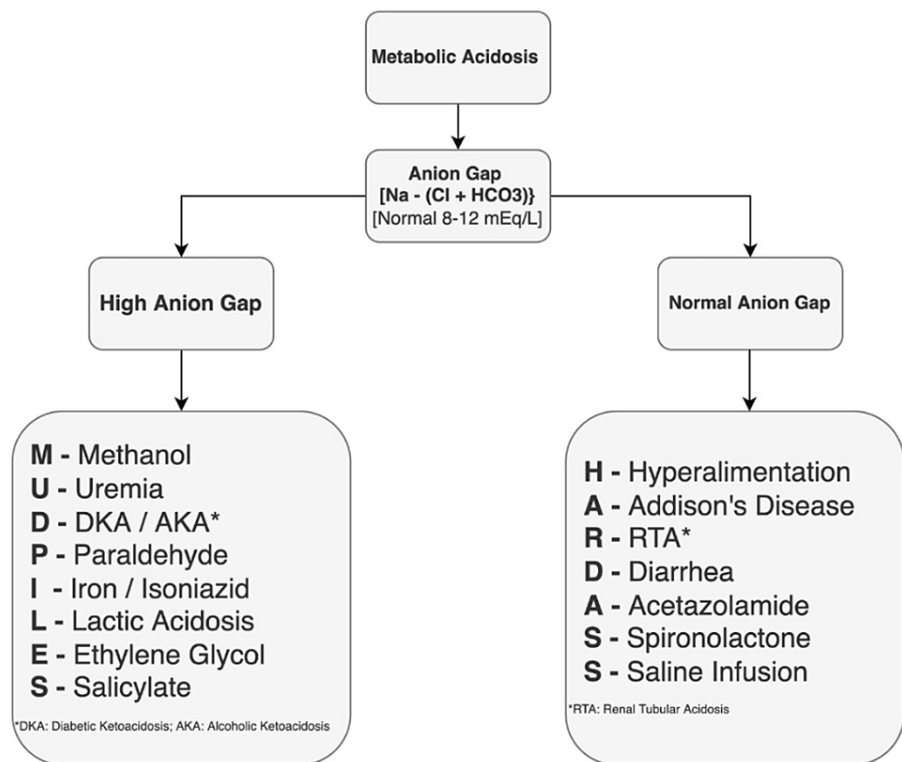 Metabolic Acidosis
Anion Gap
[Na - (Cl + HCO3)}
[Normal 8-12 mEq/L]
High Anion Gap
Normal Anion Gap
M - Methanol
U - Uremia
D - DKA / AKA*
P - Paraldehyde
I - Iron / Isoniazid
L - Lactic Acidosis
E - Ethylene Glycol
S - Salicylate
*DKA: Diabetic Ketoacidosis; AKA: Alcoholic Ketoacidosis
H - Hyperalimentation
A - Addison's Disease
R - RTA*
D - Diarrhea
A - Acetazolamide
S - Spironolactone
S - Saline Infusion
*RTA: Renal Tubular Acidosis